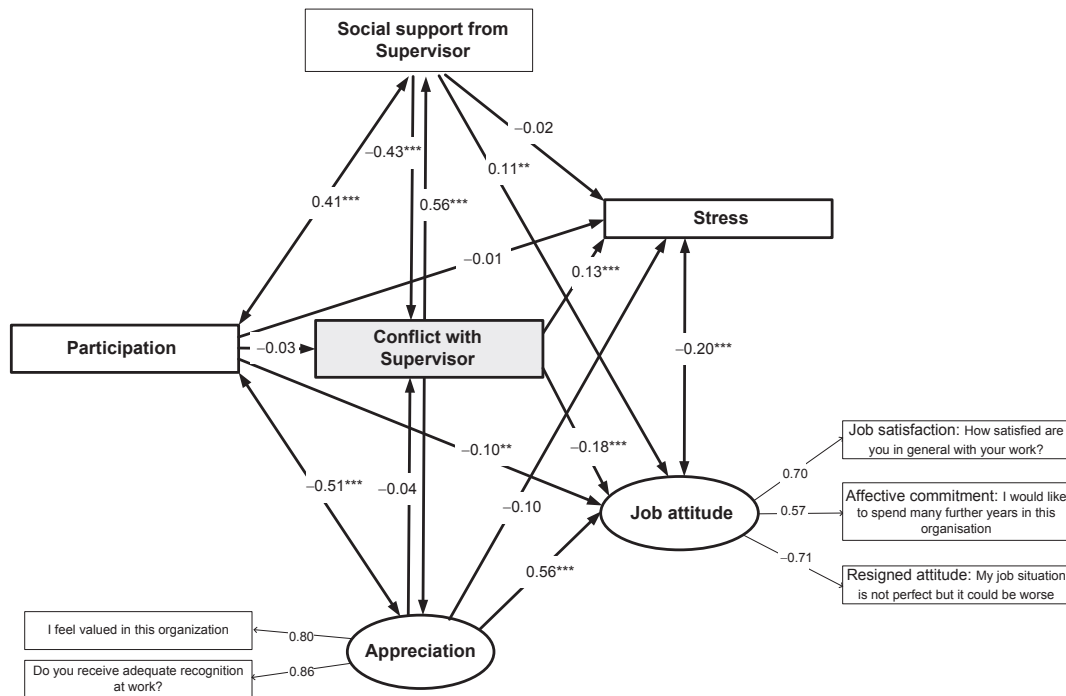 Social support from
Supervisor
−0.02
−0.43***
0.11**
0.41***
0.56***
Stress
−0.01
0.13***
Participation
−0.03
Conflict with
Supervisor
−0.20***
Job satisfaction: How satisfied are
you in general with your work?
−0.10**
−0.18***
0.70
−0.51***
−0.04
−0.10
Job attitude
0.57
Affective commitment: I would like
to spend many further years in this
organisation
−0.71
0.56***
Resigned attitude: My job situation
is not perfect but it could be worse
I feel valued in this organization
0.80
Appreciation
Do you receive adequate recognition
at work?
0.86